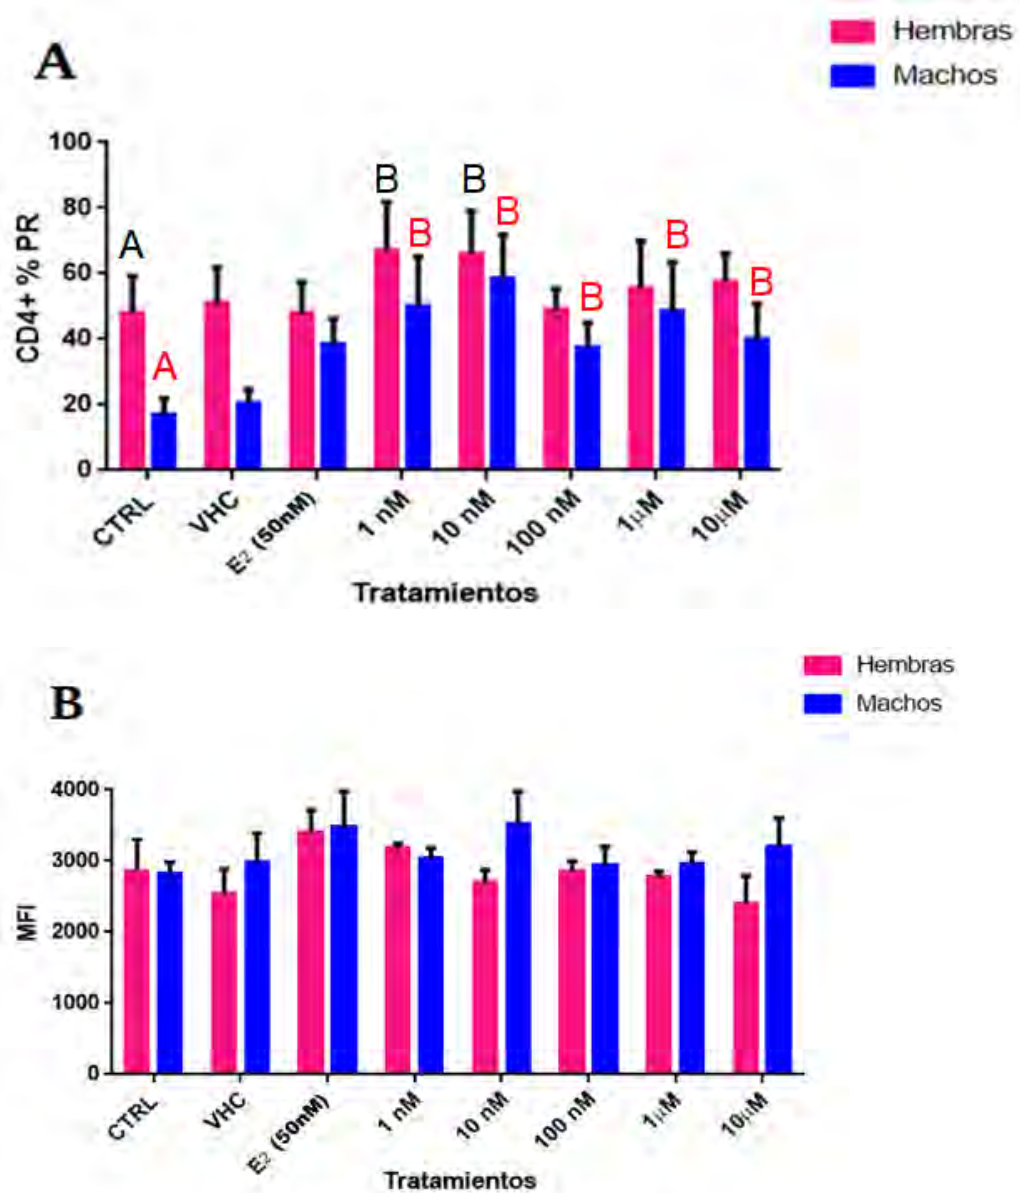 Hembras
Machos
A
100
80
60
40
20
0
CD4+ % PR
A
A
B
B
B
B
B
B
B
CTRL
VHC
E2 (50nM)
1 nM
10 nM
100 nM
1µM
10µM
Tratamientos
Hembras
Machos
B
4000
3000
2000
1000
0
MFI
CTRL
VHC
E2 (50nM)
1 nM
10 nM
100 nM
1µM
10µM
Tratamientos